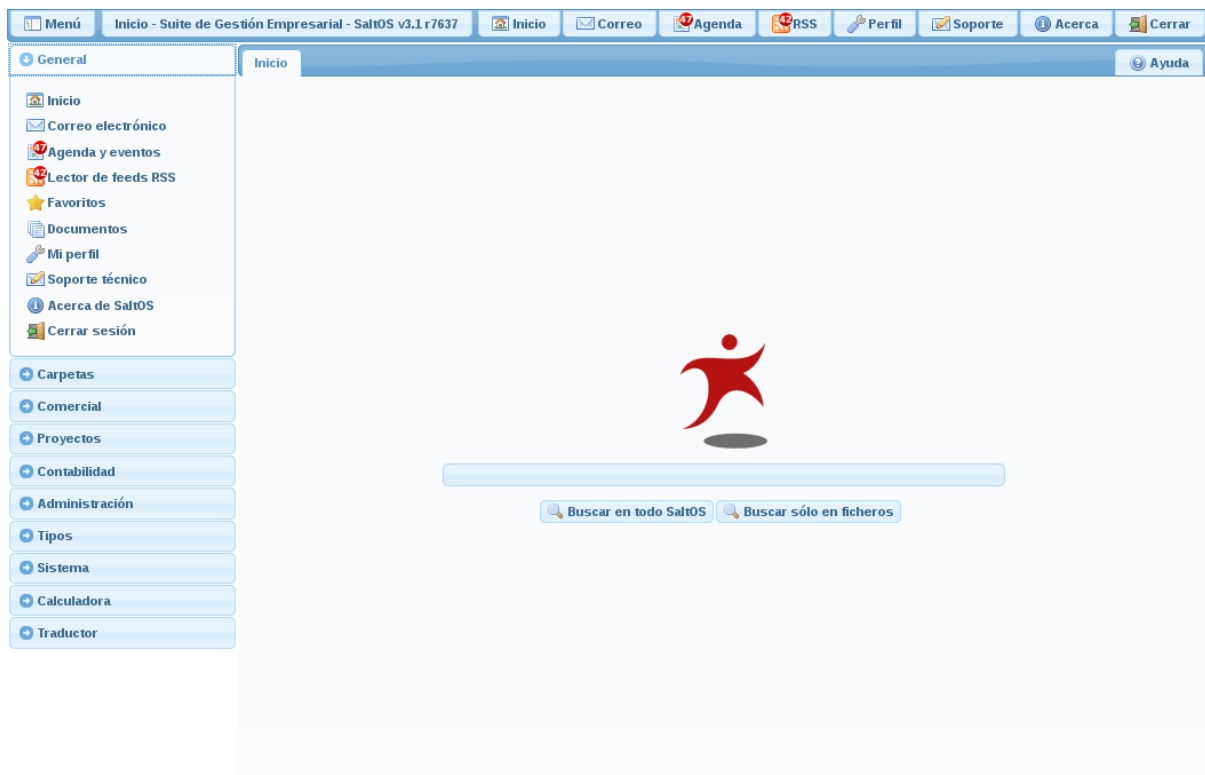 Menú
Inicio - Suite de Gestión Empresarial - SaltOS v3.1 r7637
Inicio
Correo
47
Agenda
42
RSS
Perfil
Soporte
Acerca
Cerrar
General
Inicio
Ayuda
Inicio
Correo electrónico
47
Agenda y eventos
42
Lector de feeds RSS
Favoritos
Documentos
Mi perfil
Soporte técnico
Acerca de SaltOS
Cerrar sesión
Carpetas
Comercial
Proyectos
Contabilidad
Administración
Tipos
Sistema
Calculadora
Traductor
Buscar en todo SaltOS
Buscar sólo en ficheros